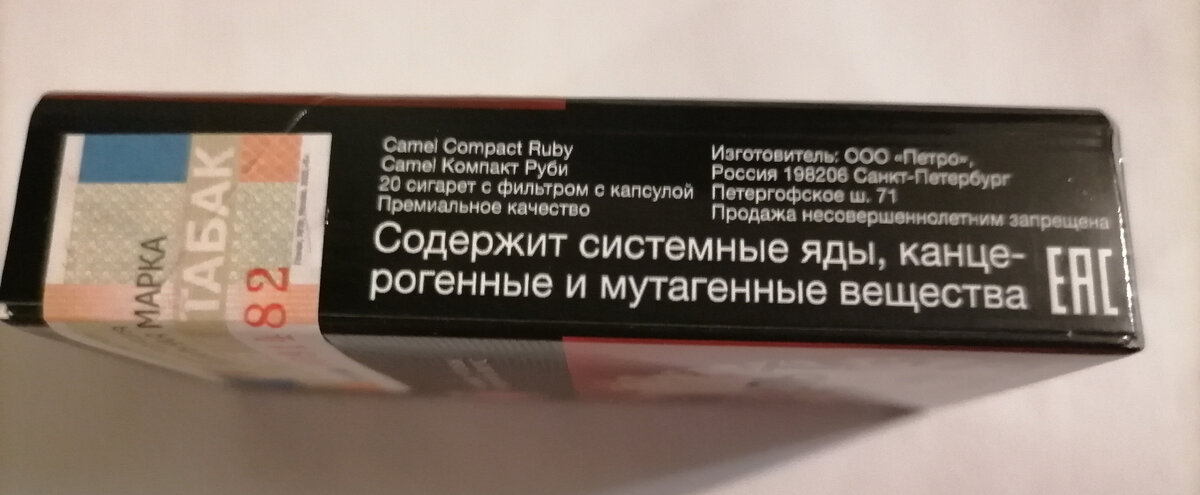 Camel Compact Ruby
Camel Компакт Руби
20 сигарет с фильтром с капсулой
Премиальное качество
Изготовитель: ООО «Петро»,
Россия 198206 Санкт-Петербург
Петергофское ш. 71
Продажа несовершеннолетним запрещена
Содержит системные яды, канце-
рогенные и мутагенные вещества
EAC
МАРКА
ТАБАК
82